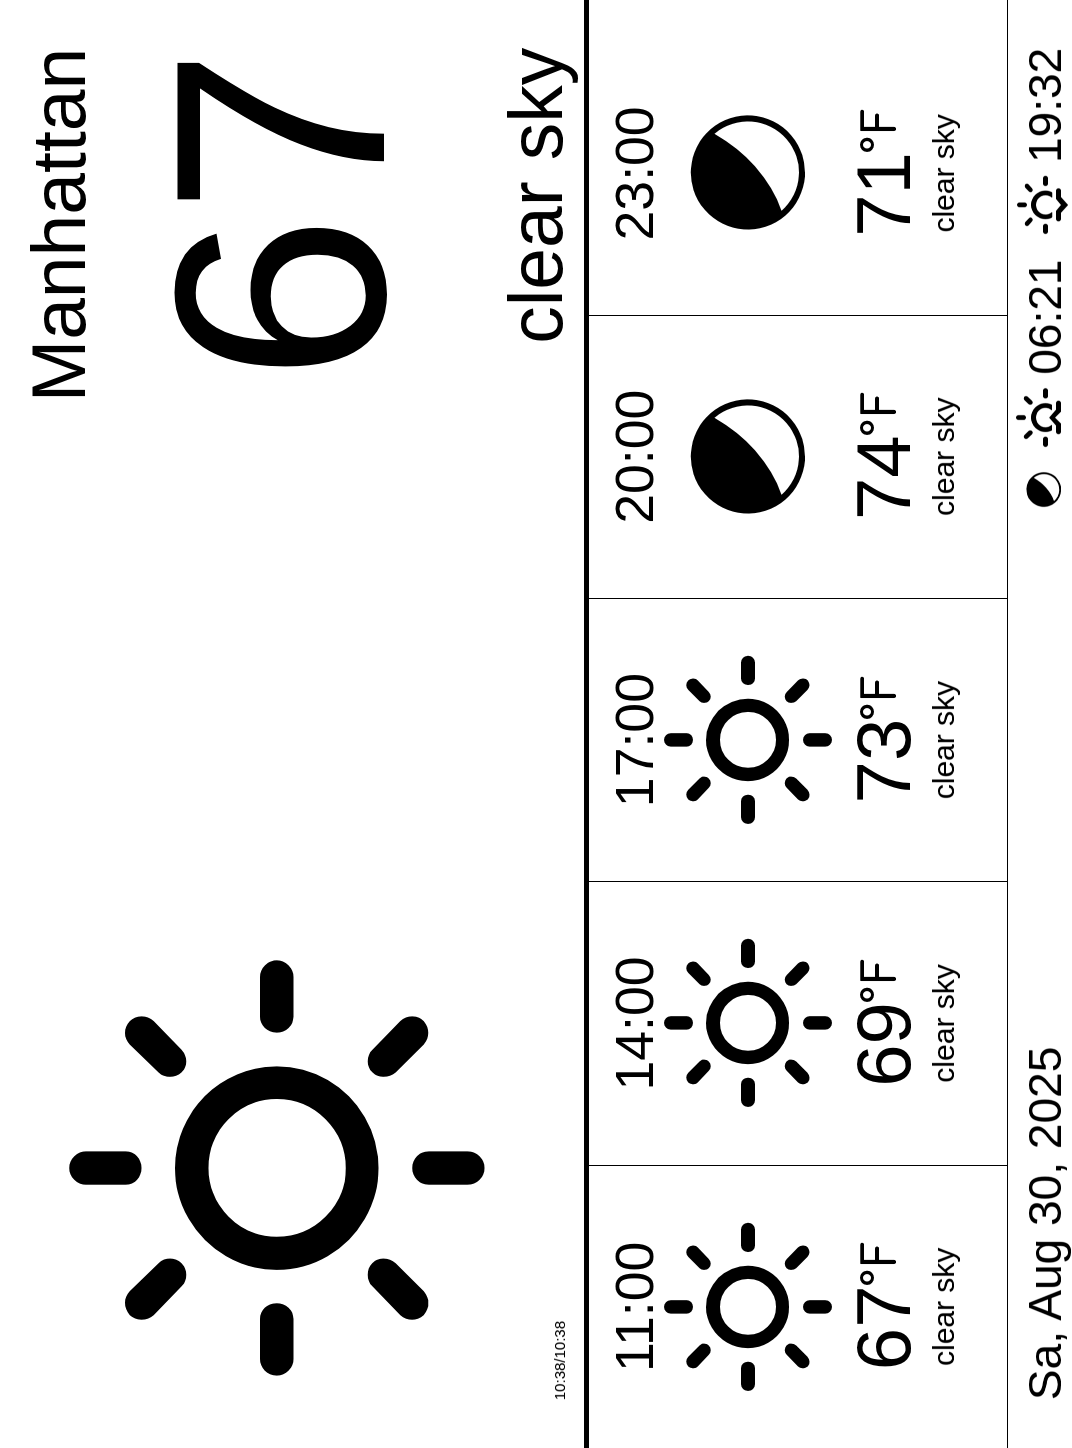 Manhattan
67
clear sky
10:38/10:38
11:00 14:00 17:00 20:00 23:00
67°F 69°F 73°F 74°F 71°F
clear sky clear sky clear sky clear sky clear sky
Sa, Aug 30, 2025 06:21 19:32